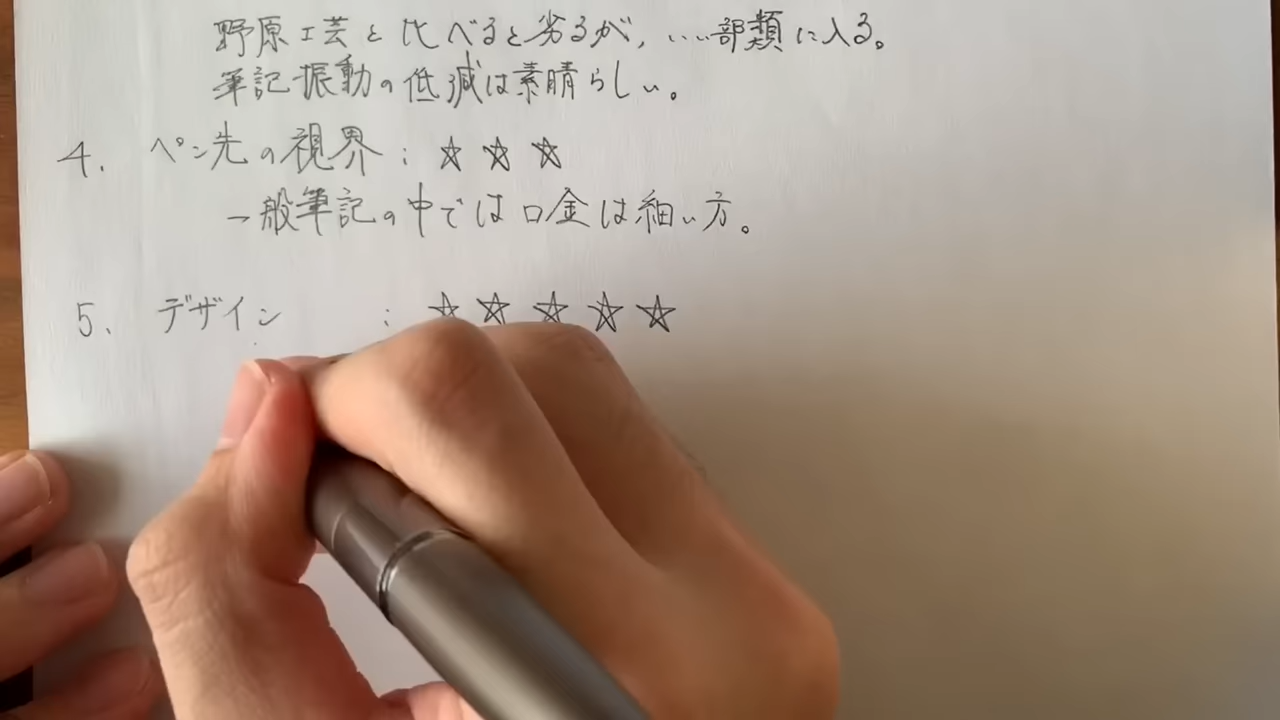 野原工芸と比べると劣るが、いい部類に入る。
筆記振動の低減は素晴らしい。
4. ペン先の視界:☆☆☆
一般筆記の中では口金は細い方。
5、デザイン:☆☆☆☆☆